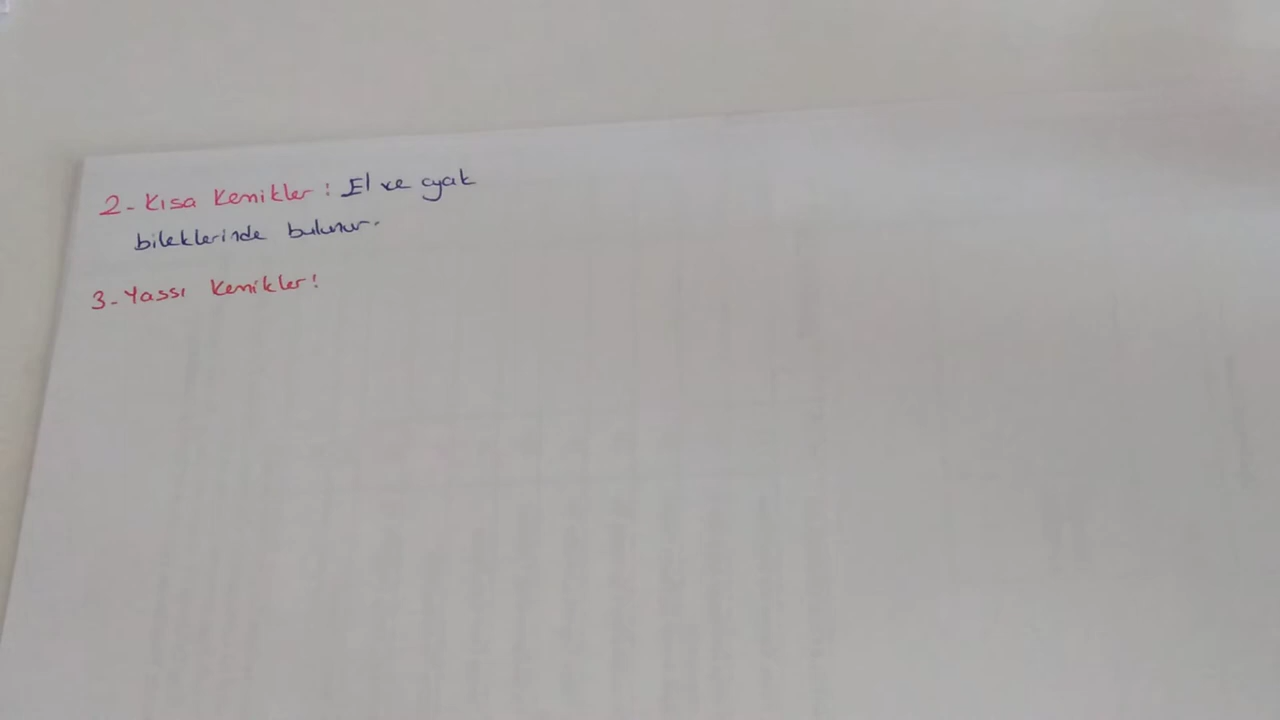 2- Kısa Kemikler : El ve ayak
bileklerinde bulunur.
3- Yassı Kemikler :